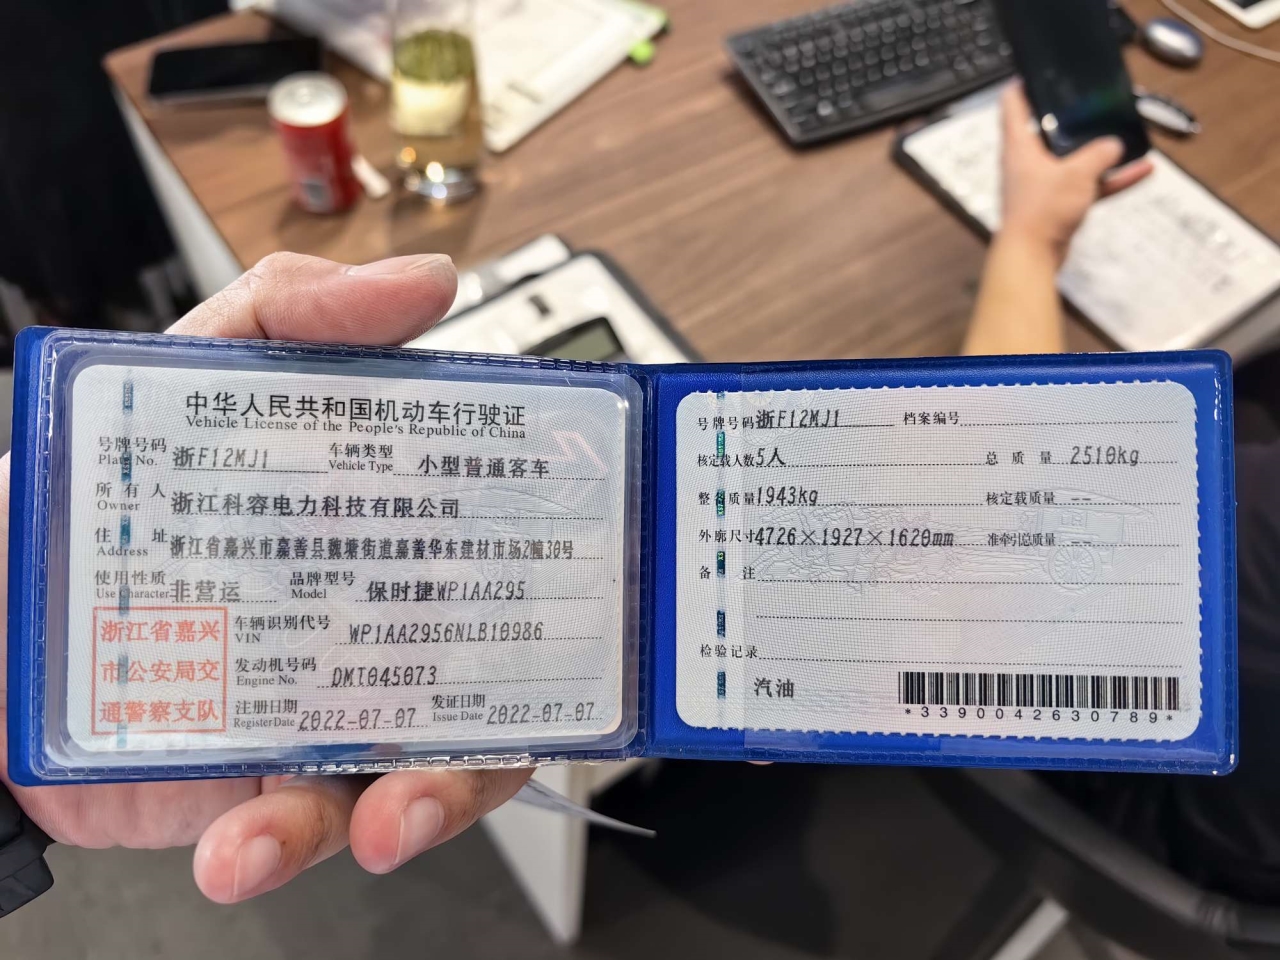 中华人民共和国机动车行驶证
Vehicle License of the People's Republic of China
号牌号码 浙F12MJ1 车辆类型 小型普通客车
Plate No. Vehicle Type
所有人 浙江科容电力科技有限公司
Owner
住址 浙江省嘉兴市嘉善县魏塘街道嘉善华东建材市场2幢30号
Address
使用性质 非营运 品牌型号 保时捷WP1AA295
Use Character Model
浙江省嘉兴
市公安局交
通警察支队
车辆识别代号 WP1AA2956NLB10986
VIN
发动机号码 DMT045073
Engine No.
注册日期 2022-07-07 发证日期 2022-07-07
Register Date Issue Date
号牌号码 浙F12MJ1 档案编号
核定载人数 5人 总质量 2510kg
整备质量 1943kg 核定载质量 --
外廓尺寸 4726×1927×1620mm 准牵引总质量 --
备注
检验记录
汽油
*3390042630789*